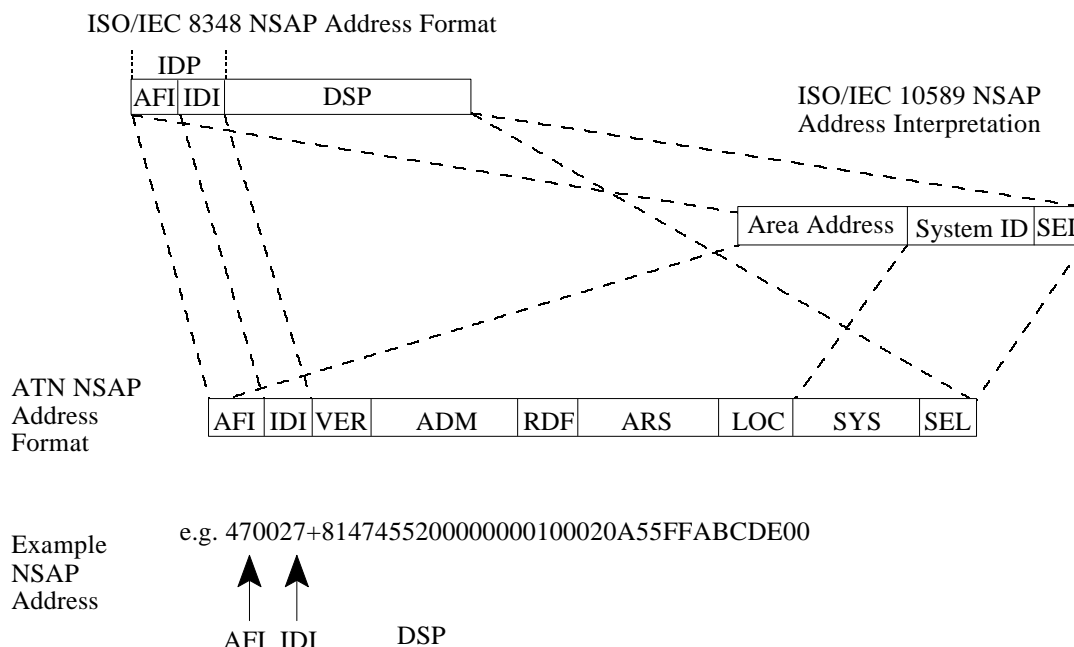 ISO/IEC 8348 NSAP Address Format
IDP
AFI IDI DSP
ISO/IEC 10589 NSAP
Address Interpretation
Area Address System ID SEL
ATN NSAP
Address
Format
AFI IDI VER ADM RDF ARS LOC SYS SEL
e.g. 470027+8147455200000000100020A55FFABCDE00
Example
NSAP
Address
AFI IDI DSP